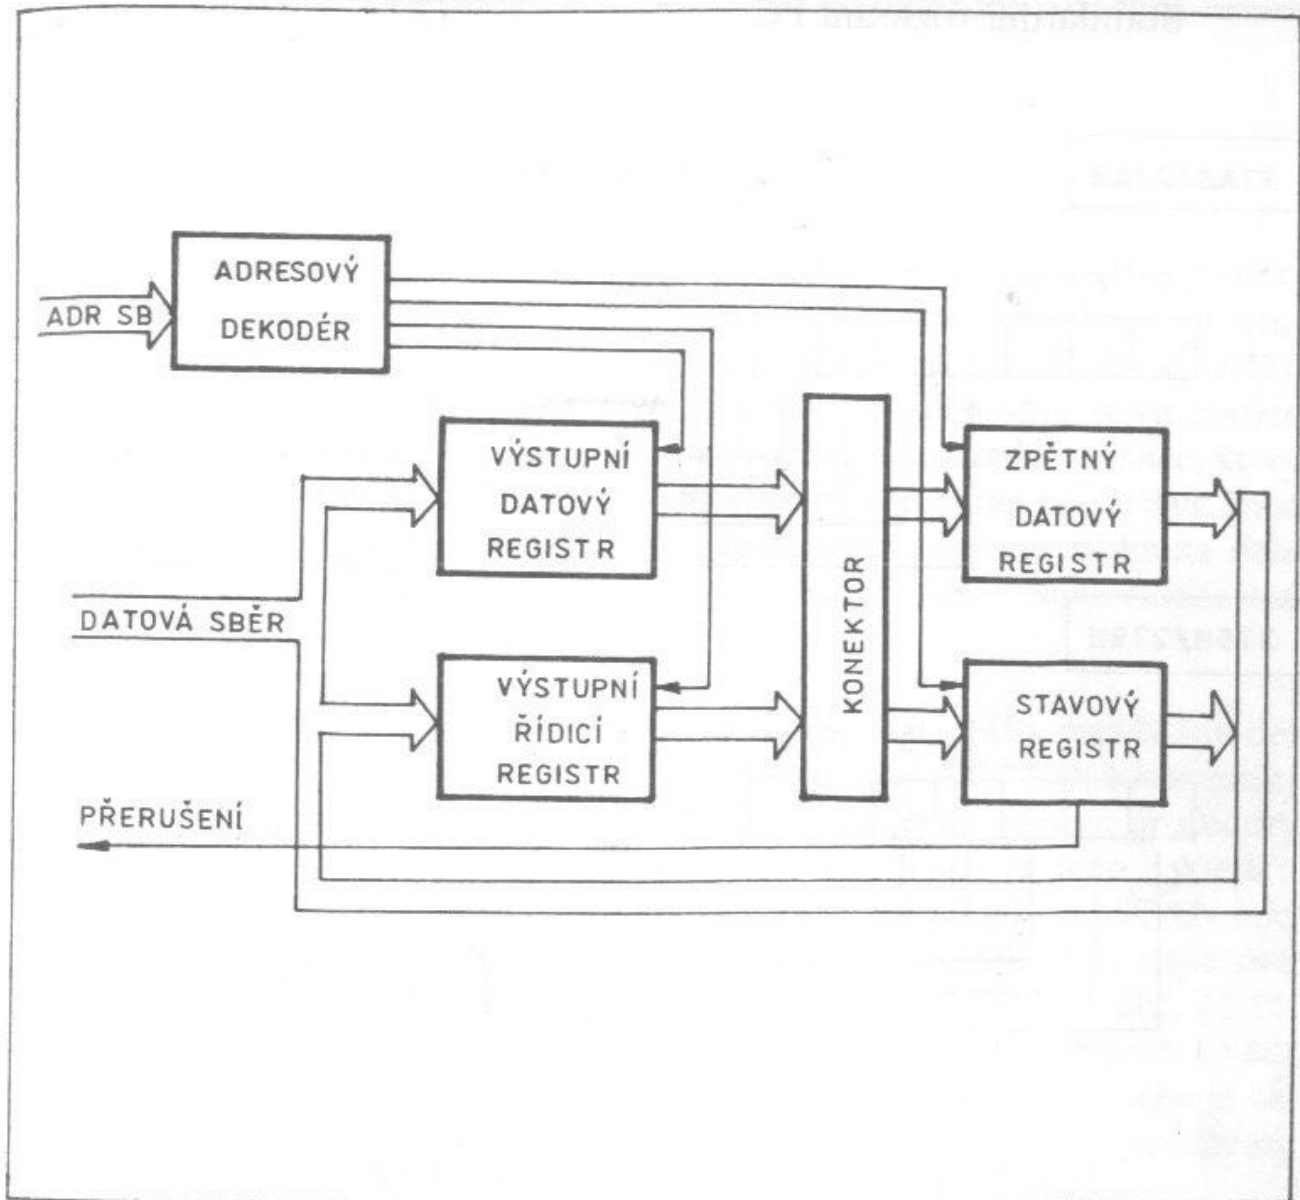 ADRESOVÝ
DEKODÉR
ADR SB
VÝSTUPNÍ
DATOVÝ
REGISTR
ZPĚTNÝ
DATOVÝ
REGISTR
KONEKTOR
DATOVÁ SBĚR
VÝSTUPNÍ
ŘÍDICÍ
REGISTR
STAVOVÝ
REGISTR
PŘERUŠENÍ